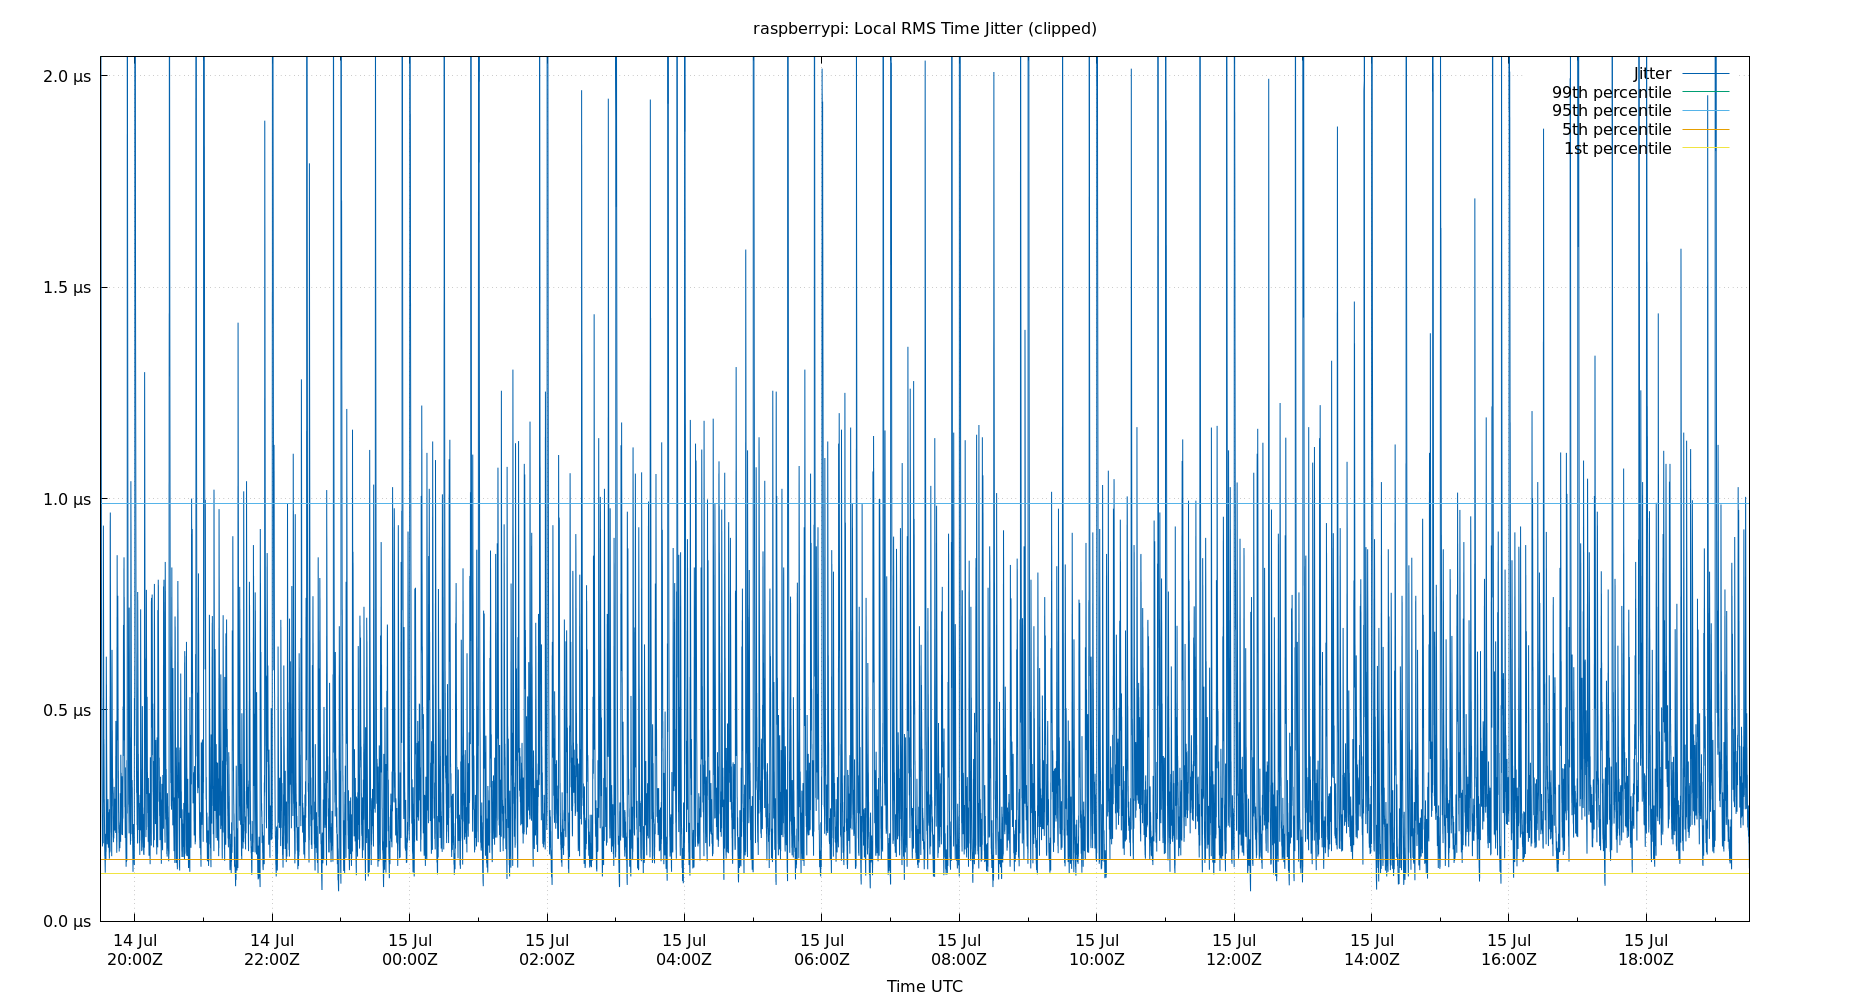 raspberrypi: Local RMS Time Jitter (clipped)
2.0 µs
1.5 µs
1.0 µs
0.5 µs
0.0 µs
Jitter
99th percentile
95th percentile
5th percentile
1st percentile
14 Jul 14 Jul 15 Jul 15 Jul 15 Jul 15 Jul 15 Jul 15 Jul 15 Jul 15 Jul 15 Jul 15 Jul
20:00Z 22:00Z 00:00Z 02:00Z 04:00Z 06:00Z 08:00Z 10:00Z 12:00Z 14:00Z 16:00Z 18:00Z
Time UTC